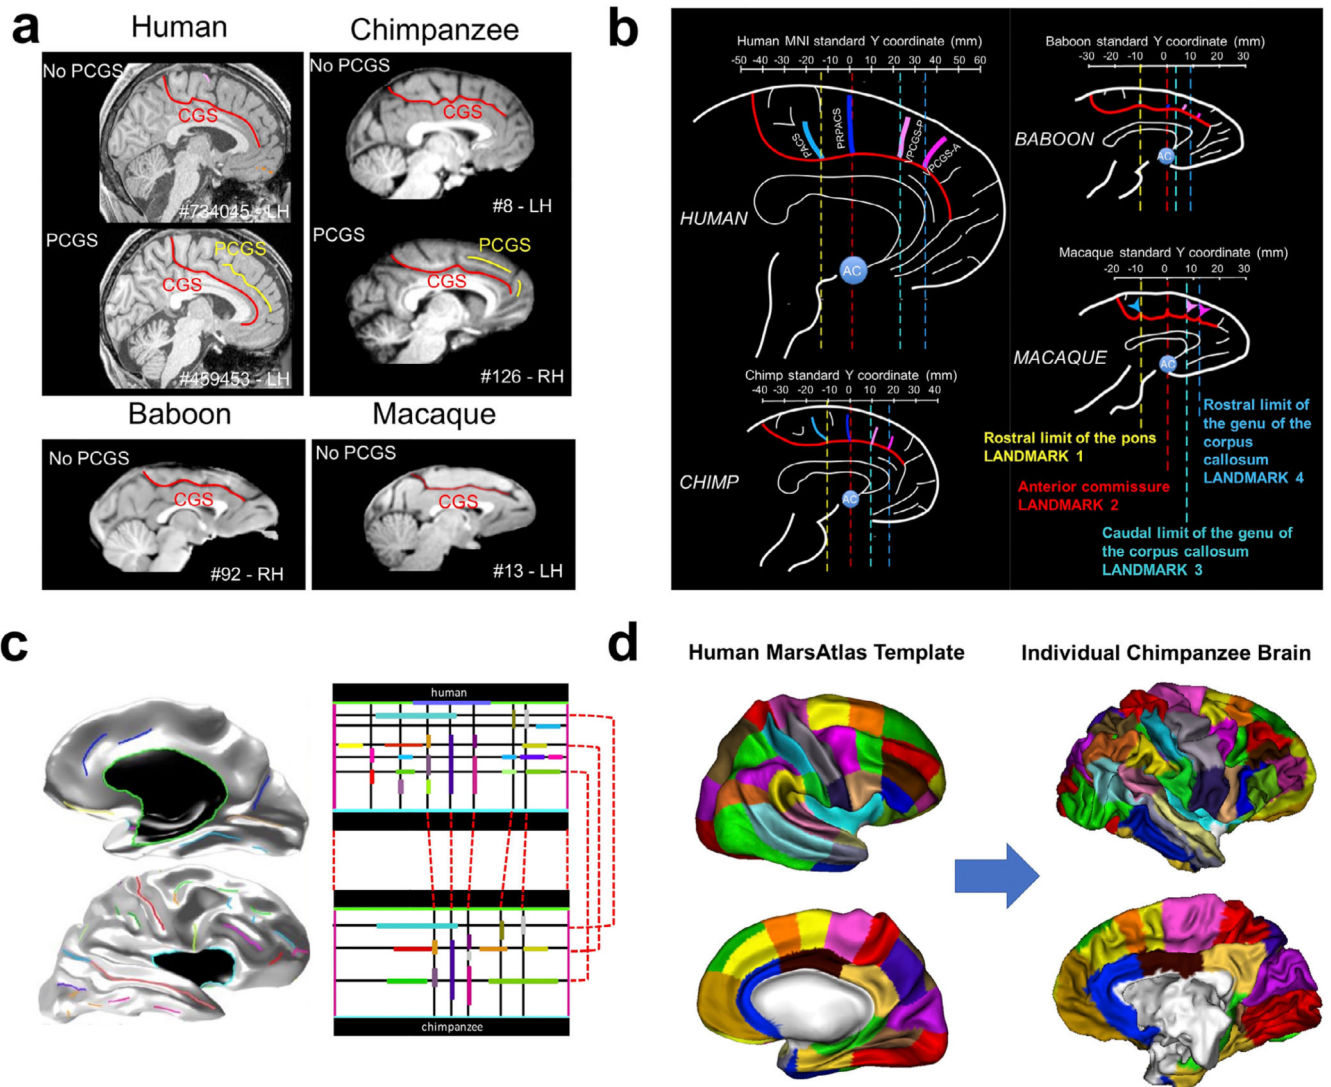 a
Human
Chimpanzee
No PCGS
CGS
#734045 - LH
No PCGS
CGS
#8 - LH
PCGS
PCGS
CGS
#459453 - LH
PCGS
PCGS
CGS
#126 - RH
Baboon
Macaque
No PCGS
CGS
#92 - RH
No PCGS
CGS
#13 - LH
b
Human MNI standard Y coordinate (mm)
-50 -40 -30 -20 -10 0 10 20 30 40 50 60
PACS
PRPACS
VPCGS-P
VPCGS-A
HUMAN
AC
Chimp standard Y coordinate (mm)
-40 -30 -20 -10 0 10 20 30 40
CHIMP
AC
Baboon standard Y coordinate (mm)
-30 -20 -10 0 10 20 30
BABOON
AC
Macaque standard Y coordinate (mm)
-20 -10 0 10 20 30
MACAQUE
AC
Rostral limit of the pons
LANDMARK 1
Anterior commissure
LANDMARK 2
Caudal limit of the genu of
the corpus callosum
LANDMARK 3
Rostral limit of
the genu of the
corpus
callosum
LANDMARK 4
c
human
chimpanzee
d
Human MarsAtlas Template
Individual Chimpanzee Brain